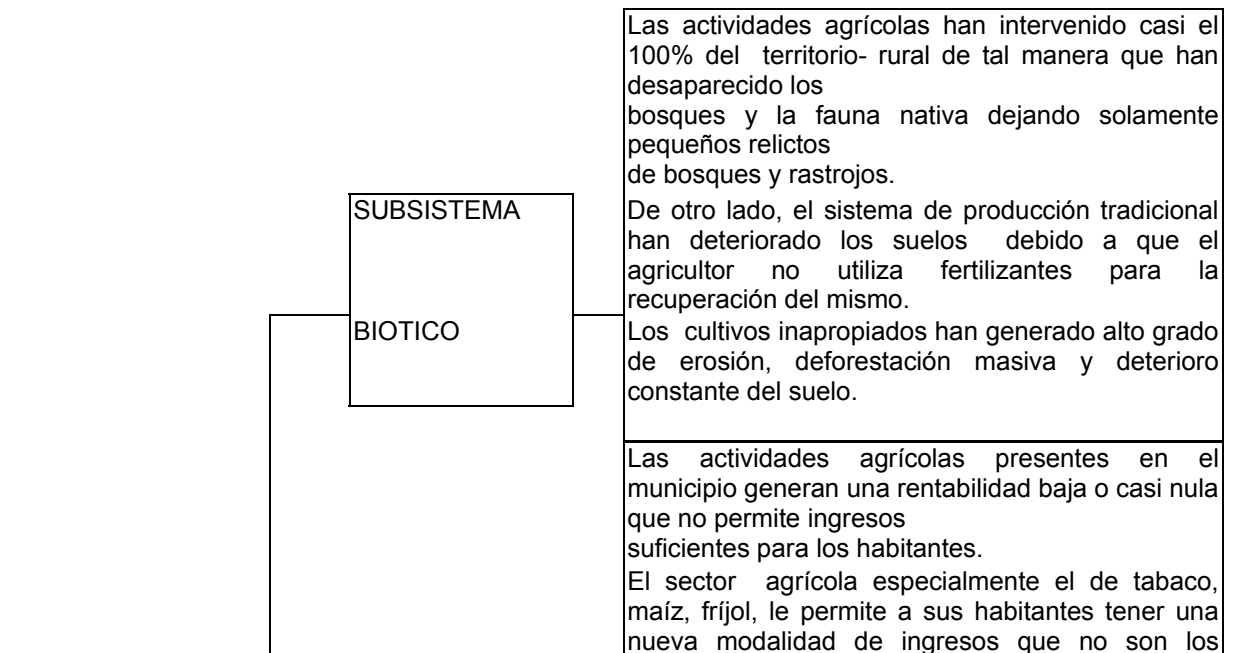 Las actividades agrícolas han intervenido casi el
100% del territorio- rural de tal manera que han
desaparecido los
bosques y la fauna nativa dejando solamente
pequeños relictos
de bosques y rastrojos.
SUBSISTEMA
De otro lado, el sistema de producción tradicional
han deteriorado los suelos debido a que el
agricultor no utiliza fertilizantes para la
recuperación del mismo.
BIOTICO
Los cultivos inapropiados han generado alto grado
de erosión, deforestación masiva y deterioro
constante del suelo.
Las actividades agrícolas presentes en el
municipio generan una rentabilidad baja o casi nula
que no permite ingresos
suficientes para los habitantes.
El sector agrícola especialmente el de tabaco,
maíz, fríjol, le permite a sus habitantes tener una
nueva modalidad de ingresos que no son los